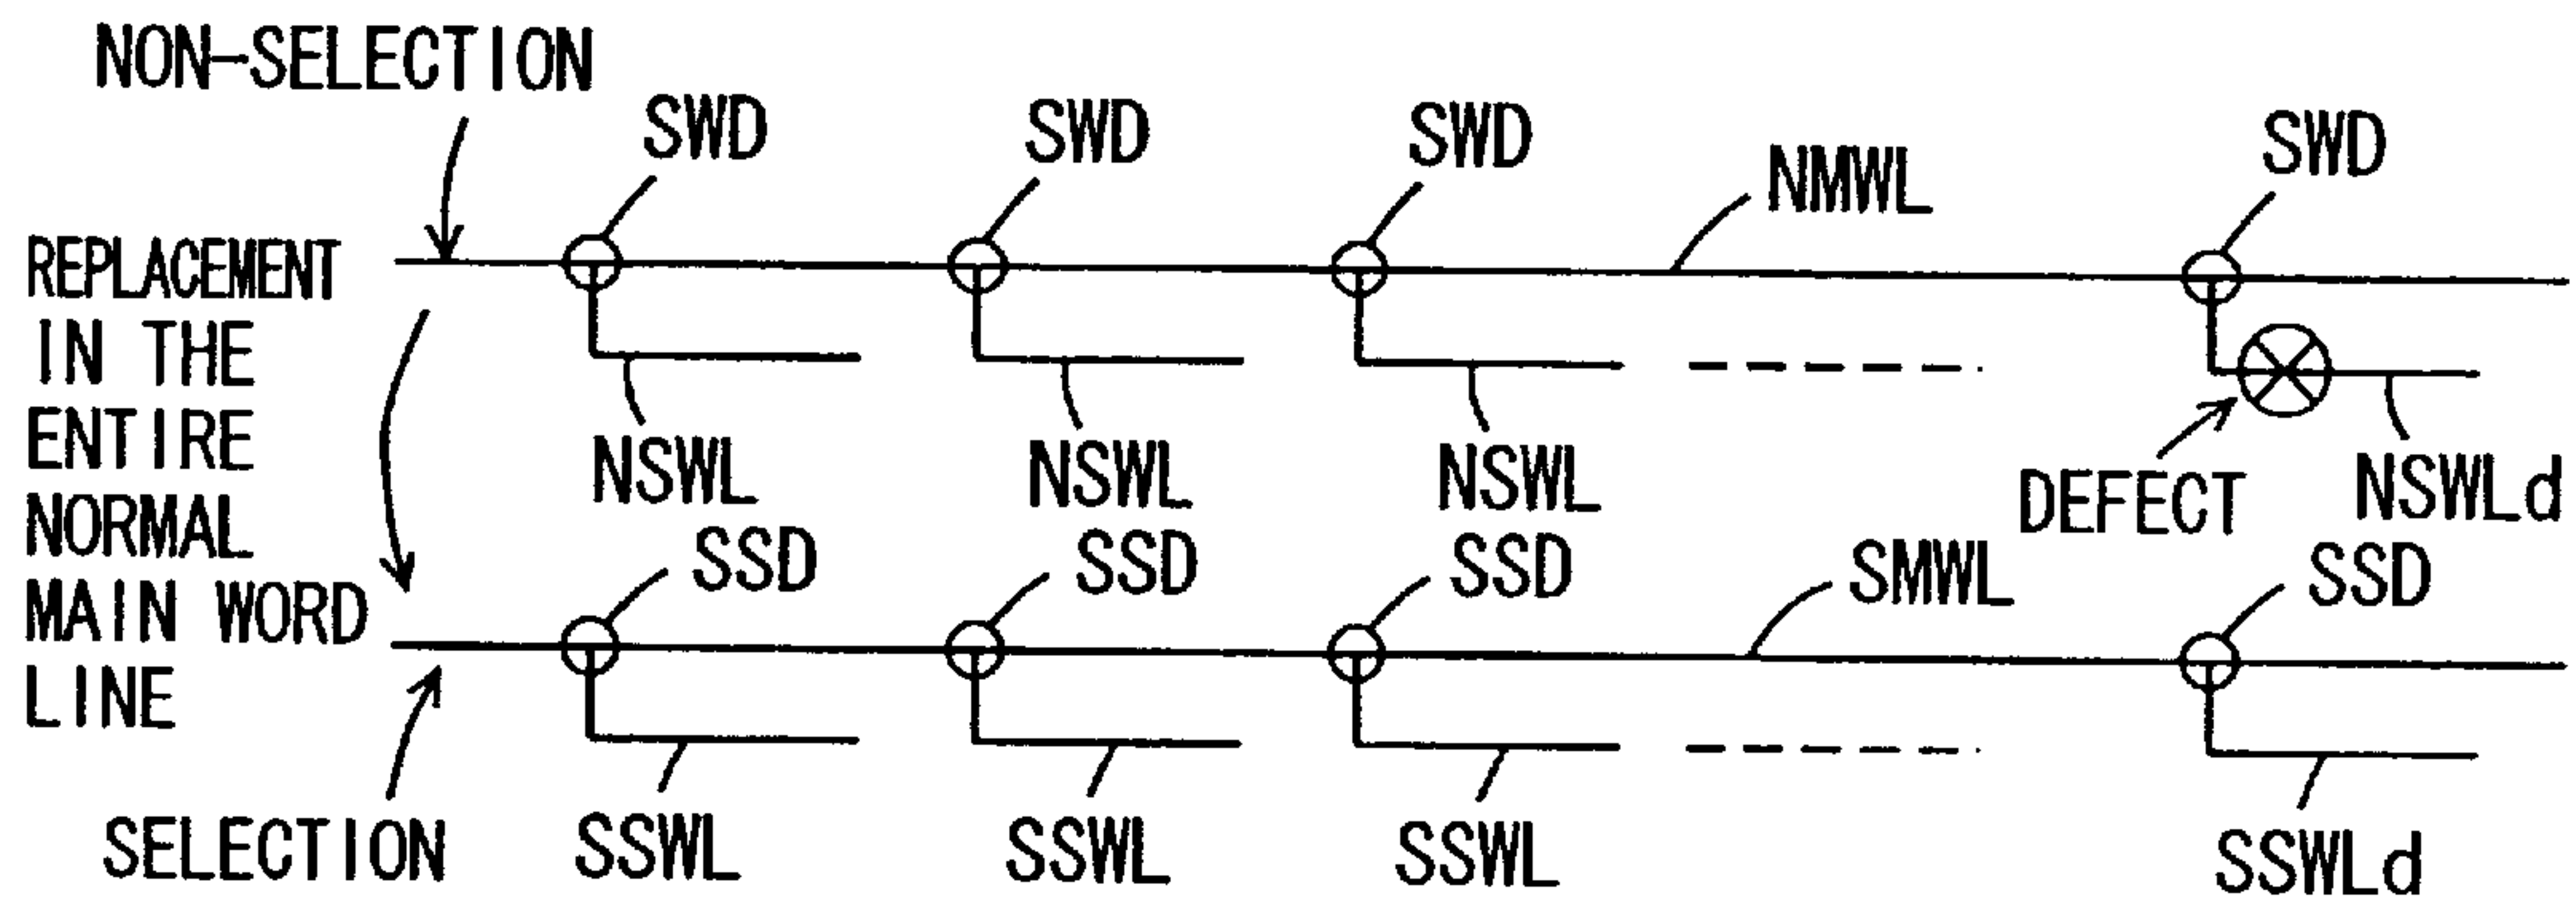 NON-SELECTION
SWD SWD SWD NMWL SWD
REPLACEMENT
IN THE
ENTIRE
NORMAL
MAIN WORD
LINE
NSWL NSWL NSWL DEFECT NSWLd
SSD SSD SSD SMWL SSD
SELECTION SSWL SSWL SSWL SSWLd